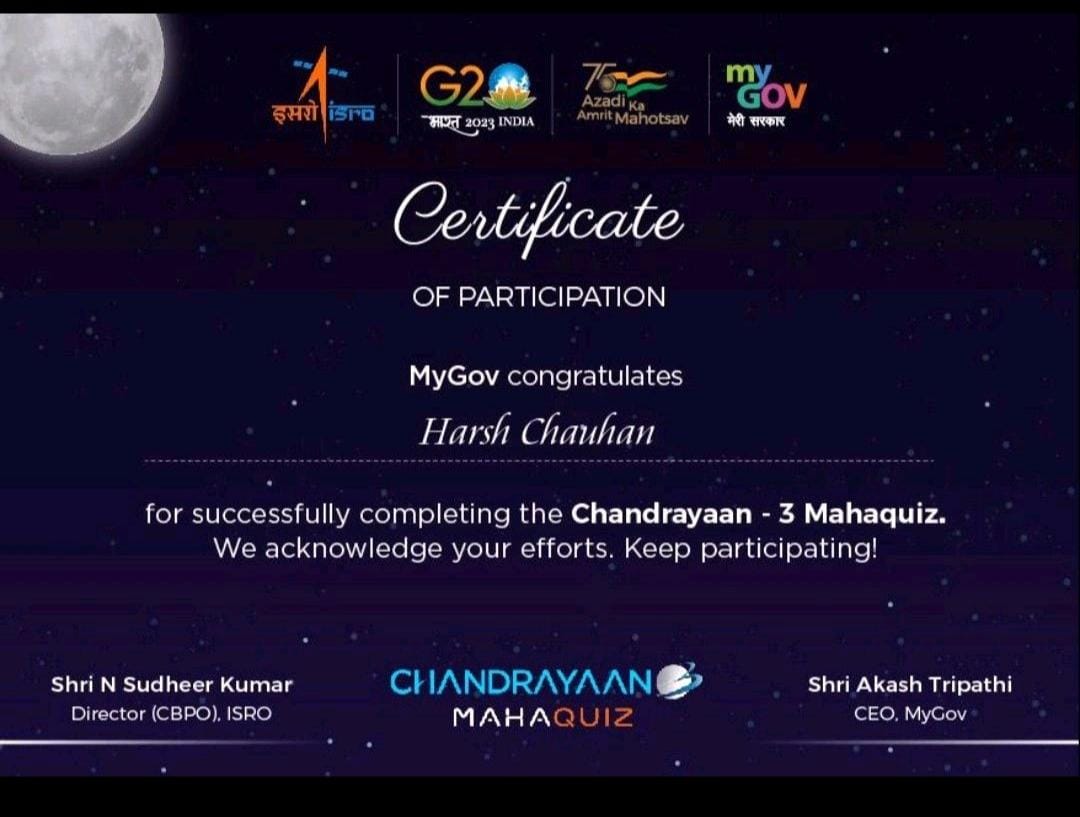 इसरो isro
G20
भारत 2023 INDIA
75
Azadi Ka
Amrit Mahotsav
my
GOV
मेरी सरकार
Certificate
OF PARTICIPATION
MyGov congratulates
Harsh Chauhan
for successfully completing the Chandrayaan - 3 Mahaquiz.
We acknowledge your efforts. Keep participating!
Shri N Sudheer Kumar
Director (CBPO), ISRO
CHANDRAYAAN
MAHAQUIZ
Shri Akash Tripathi
CEO, MyGov